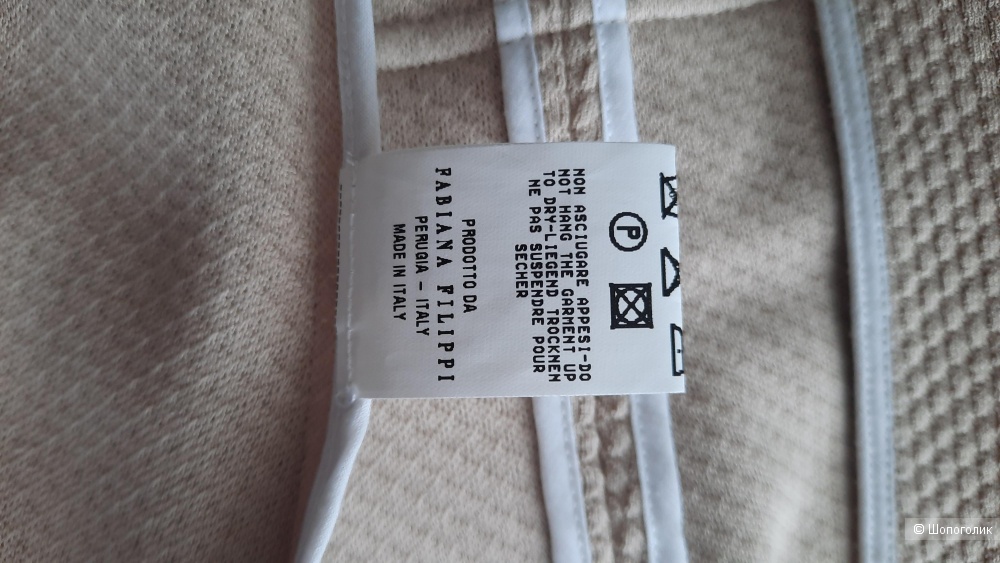 Ⓟ
NON ASCIUGARE APPESI-DO
NOT HANG THE GARMENT UP
TO DRY-LIEGEND TROCKNEN
NE PAS SUSPENDRE POUR
SECHER
PRODOTTO DA
FABIANA FILIPPI
PERUGIA - ITALY
MADE IN ITALY
© Шопоголик